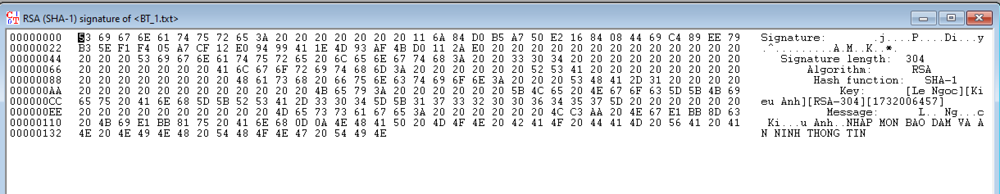 RSA (SHA-1) signature of <BT_1.txt>
00000000 53 69 67 6E 61 74 75 72 65 3A 20 20 20 20 20 20 20 11 6A 84 D0 B5 A7 50 E2 16 84 08 44 69 C4 89 EE 79 Signature:       .j....P....Di...y
00000022 B3 5E F1 F4 05 A7 CF 12 E0 94 99 41 1E 4D 93 AF 4B D0 11 2A E0 20 20 20 20 20 20 20 20 20 20 20 20 20 .^.........A.M..K..*.
00000044 20 20 20 53 69 67 6E 61 74 75 72 65 20 6C 65 6E 67 74 68 3A 20 20 33 30 34 20 20 20 20 20 20 20 20 20    Signature length:  304
00000066 20 20 20 20 20 20 20 41 6C 67 6F 72 69 74 68 6D 3A 20 20 20 20 20 20 52 53 41 20 20 20 20 20 20 20 20        Algorithm:      RSA
00000088 20 20 20 20 20 20 20 20 48 61 73 68 20 66 75 6E 63 74 69 6F 6E 3A 20 20 20 53 48 41 2D 31 20 20 20 20         Hash function:   SHA-1
000000AA 20 20 20 20 20 20 20 20 20 20 20 20 4B 65 79 3A 20 20 20 20 20 20 5B 4C 65 20 4E 67 6F 63 5D 5B 4B 69             Key:      [Le Ngoc][Ki
000000CC 65 75 20 41 6E 68 5D 5B 52 53 41 2D 33 30 34 5D 5B 31 37 33 32 30 30 36 34 35 37 5D 20 20 20 20 20 20 eu Anh][RSA-304][1732006457]
000000EE 20 20 20 20 20 20 20 20 20 20 4D 65 73 73 61 67 65 3A 20 20 20 20 20 20 4C C3 AA 20 4E 67 E1 BB 8D 63           Message:      L.. Ng...c
00000110 20 4B 69 E1 BB 81 75 20 41 6E 68 0D 0A 4E 48 41 50 20 4D 4F 4E 20 42 41 4F 20 44 41 4D 20 56 41 20 41  Ki...u Anh..NHAP MON BAO DAM VA A
00000132 4E 20 4E 49 4E 48 20 54 48 4F 4E 47 20 54 49 4E N NINH THONG TIN